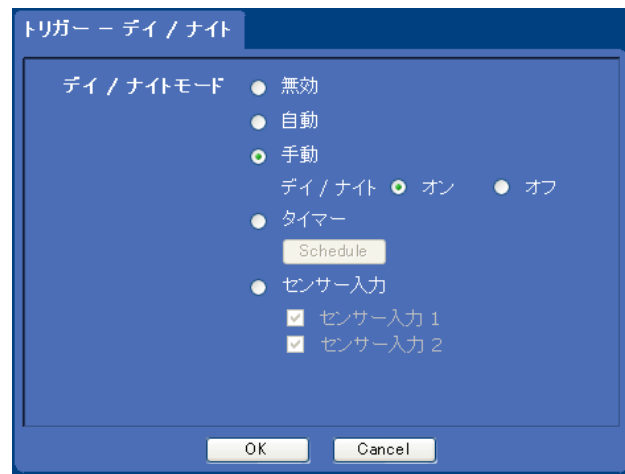 トリガー － デイ / ナイト
デイ / ナイトモード 無効
自動
手動
デイ / ナイト オン オフ
タイマー
Schedule
センサー入力
センサー入力 1
センサー入力 2
OK Cancel